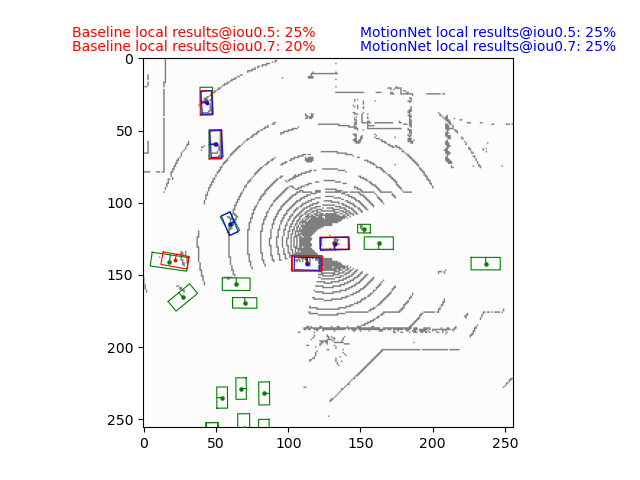 Baseline local results@iou0.5: 25% MotionNet local results@iou0.5: 25%
Baseline local results@iou0.7: 20% MotionNet local results@iou0.7: 25%
0
50
100
150
200
250
0 50 100 150 200 250